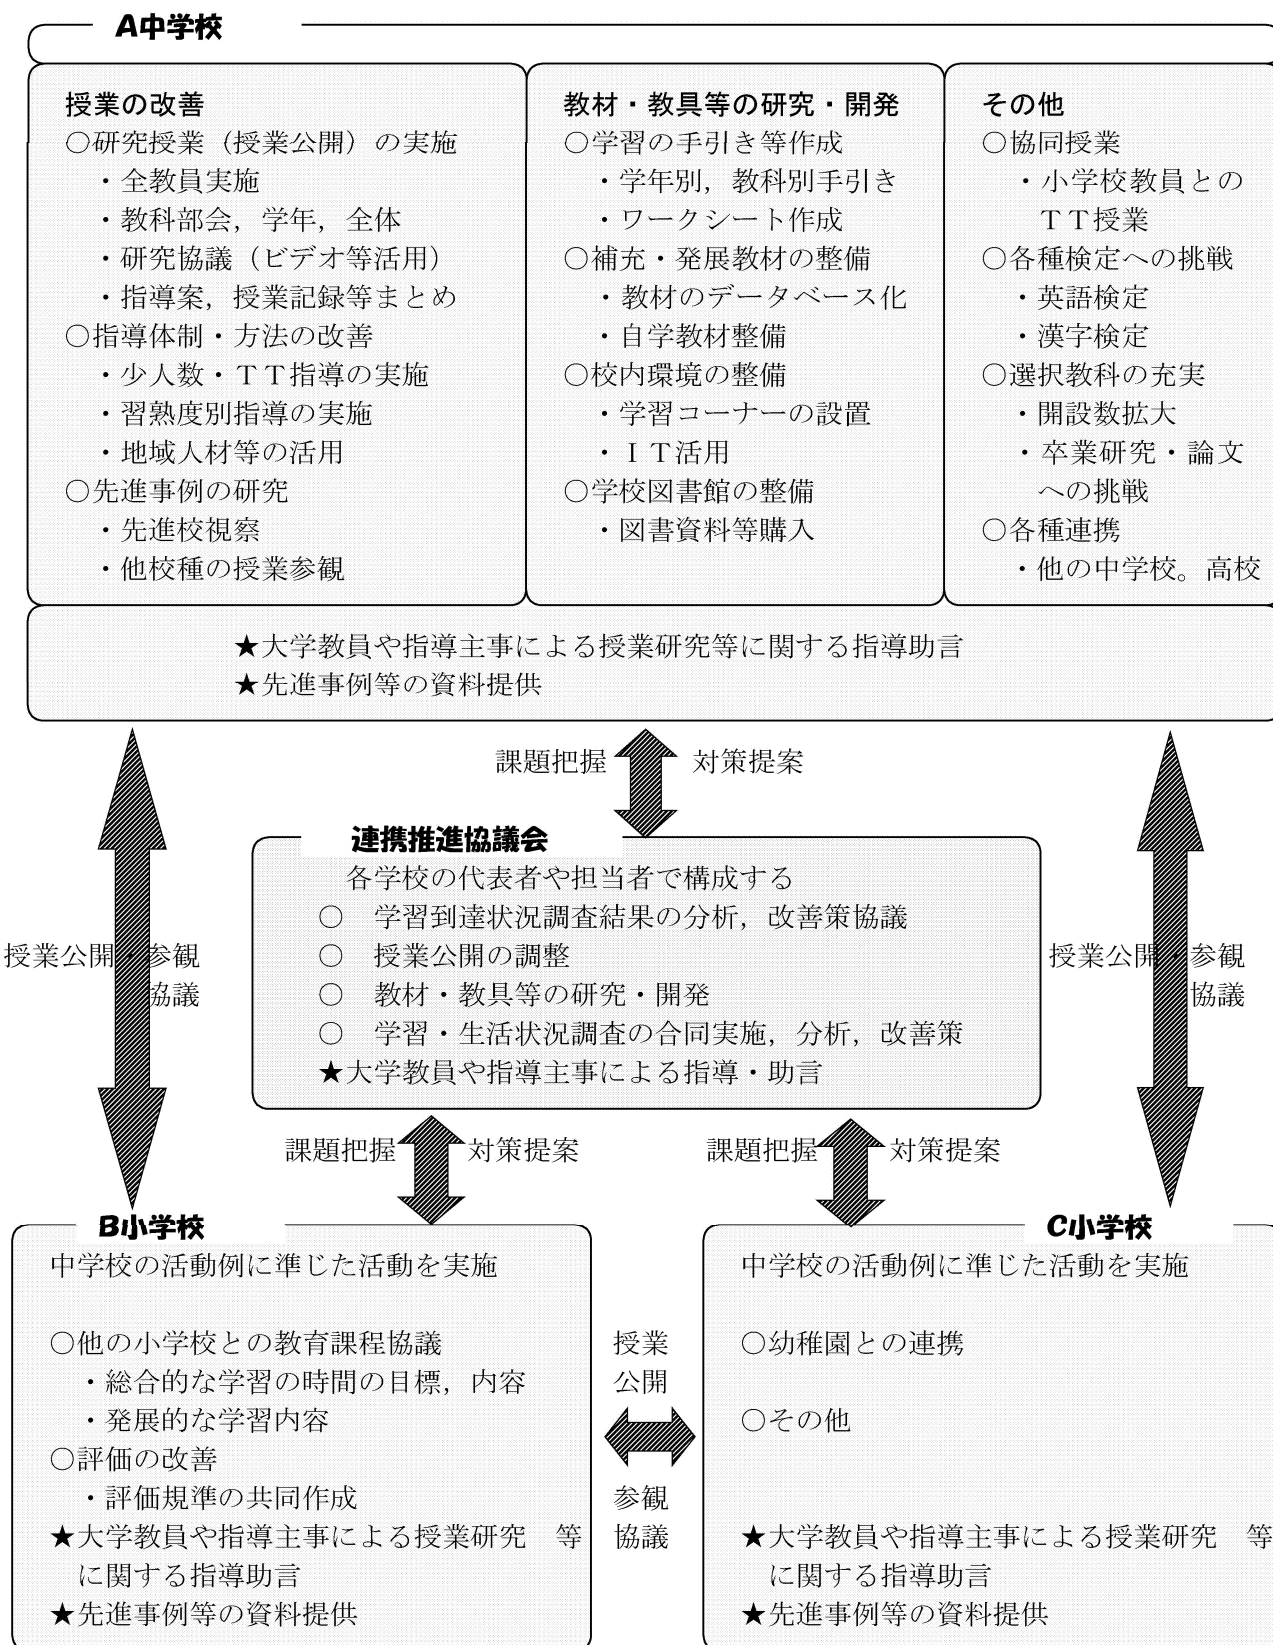 A中学校
授業の改善
○研究授業（授業公開）の実施
・全教員実施
・教科部会，学年，全体
・研究協議（ビデオ等活用）
・指導案，授業記録等まとめ
○指導体制・方法の改善
・少人数・ＴＴ指導の実施
・習熟度別指導の実施
・地域人材等の活用
○先進事例の研究
・先進校視察
・他校種の授業参観
教材・教具等の研究・開発
○学習の手引き等作成
・学年別，教科別手引き
・ワークシート作成
○補充・発展教材の整備
・教材のデータベース化
・自学教材整備
○校内環境の整備
・学習コーナーの設置
・ＩＴ活用
○学校図書館の整備
・図書資料等購入
その他
○協同授業
・小学校教員との
ＴＴ授業
○各種検定への挑戦
・英語検定
・漢字検定
○選択教科の充実
・開設数拡大
・卒業研究・論文
への挑戦
○各種連携
・他の中学校。高校
★大学教員や指導主事による授業研究等に関する指導助言
★先進事例等の資料提供
課題把握　対策提案
連携推進協議会
各学校の代表者や担当者で構成する
○　学習到達状況調査結果の分析，改善策協議
○　授業公開の調整
○　教材・教具等の研究・開発
○　学習・生活状況調査の合同実施，分析，改善策
★大学教員や指導主事による指導・助言
授業公開・参観
協議
授業公開・参観
協議
課題把握　対策提案
課題把握　対策提案
B小学校
中学校の活動例に準じた活動を実施
○他の小学校との教育課程協議
・総合的な学習の時間の目標，内容
・発展的な学習内容
○評価の改善
・評価規準の共同作成
★大学教員や指導主事による授業研究　等
に関する指導助言
★先進事例等の資料提供
授業
公開
参観
協議
C小学校
中学校の活動例に準じた活動を実施
○幼稚園との連携
○その他
★大学教員や指導主事による授業研究　等
に関する指導助言
★先進事例等の資料提供